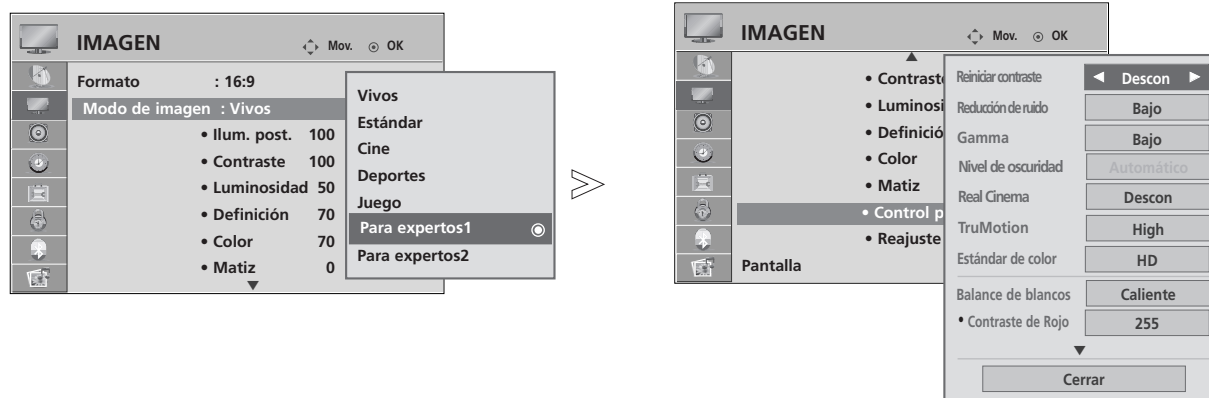 IMAGEN Mov. OK
Formato : 16:9
Modo de imagen : Vivos
• Ilum. post. 100
• Contraste 100
• Luminosidad 50
• Definición 70
• Color 70
• Matiz 0
Vivos
Estándar
Cine
Deportes
Juego
Para expertos1
Para expertos2
IMAGEN Mov. OK
• Contraste
• Luminosi
• Definició
• Color
• Matiz
• Control p
• Reajuste
Pantalla
Reiniciar contraste Descon
Reducción de ruido Bajo
Gamma Bajo
Nivel de oscuridad Automático
Real Cinema Descon
TruMotion High
Estándar de color HD
Balance de blancos Caliente
• Contraste de Rojo 255
Cerrar